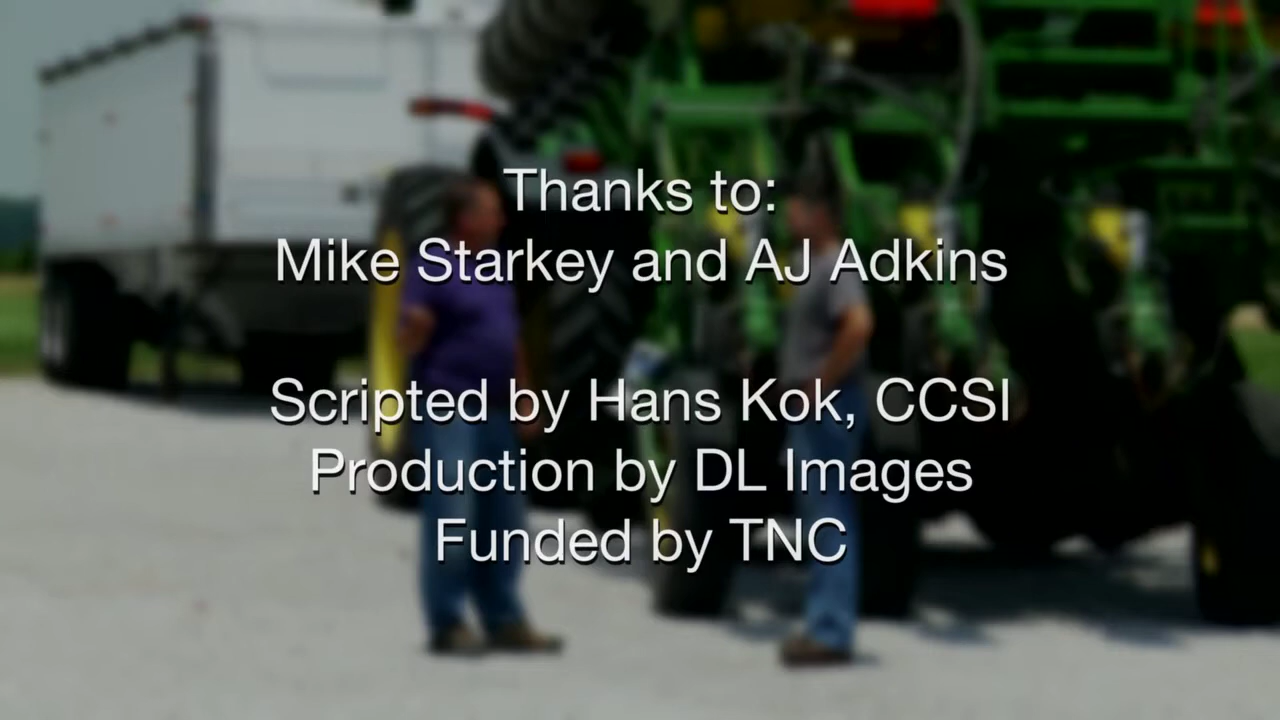 Thanks to:
Mike Starkey and AJ Adkins
Scripted by Hans Kok, CCSI
Production by DL Images
Funded by TNC